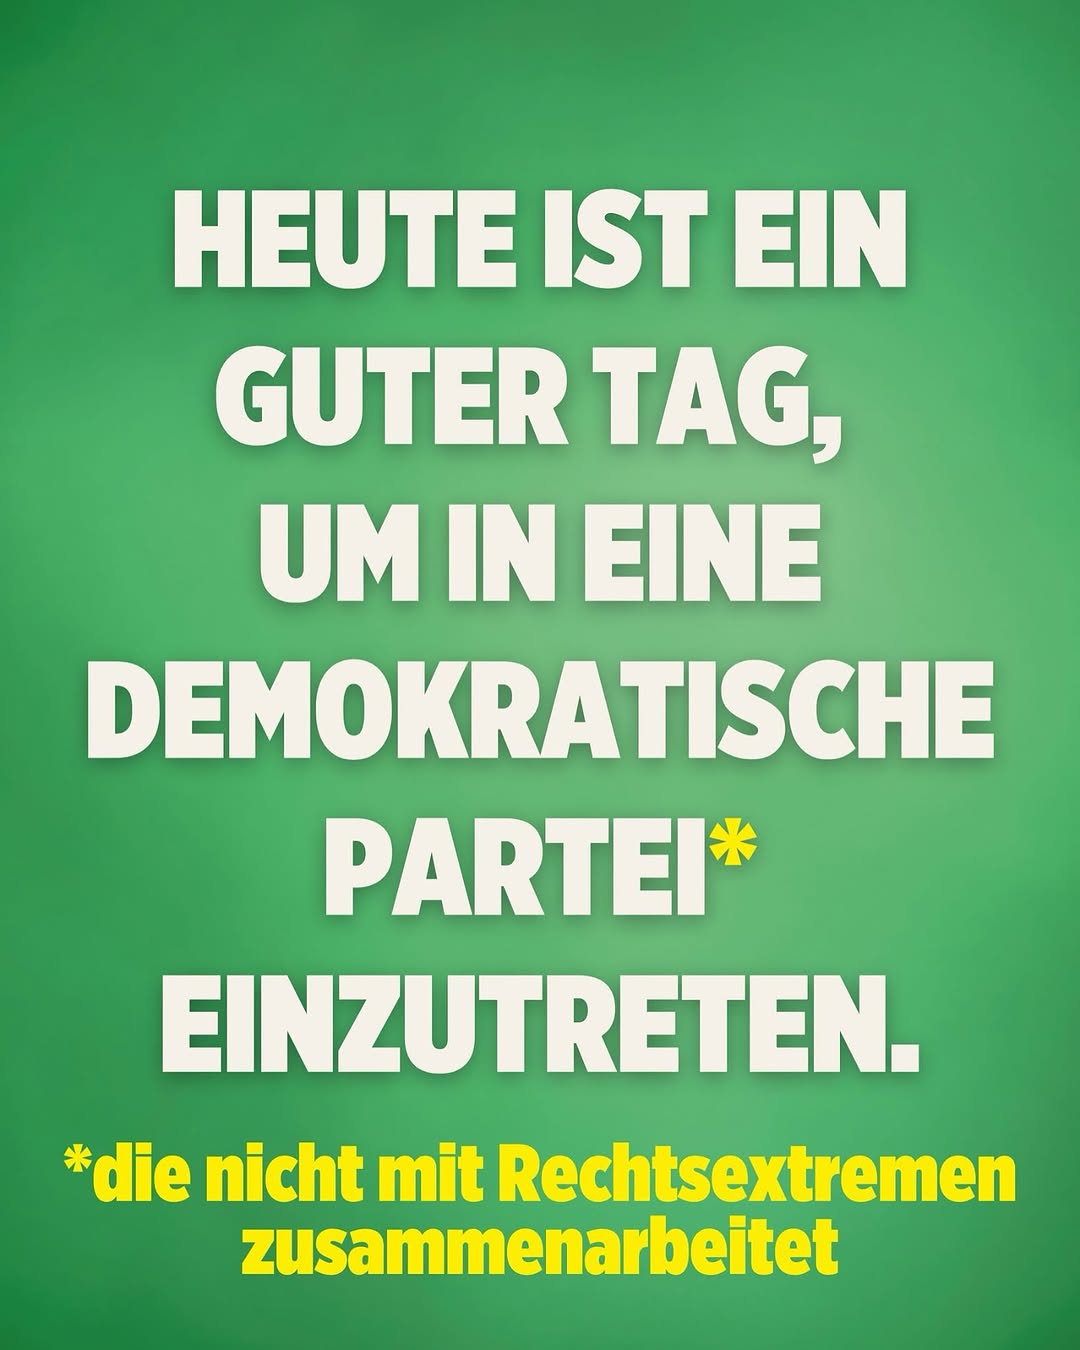 HEUTE IST EIN
GUTER TAG,
UM IN EINE
DEMOKRATISCHE
PARTEI*
EINZUTRETEN.
*die nicht mit Rechtsextremen
zusammenarbeitet